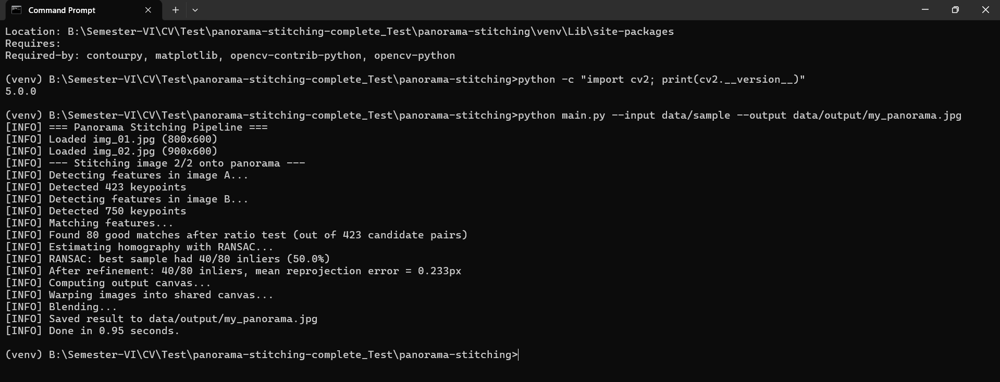 Command Prompt
Location: B:\Semester-VI\CV\Test\panorama-stitching-complete_Test\panorama-stitching\venv\Lib\site-packages
Requires:
Required-by: contourpy, matplotlib, opencv-contrib-python, opencv-python
(venv) B:\Semester-VI\CV\Test\panorama-stitching-complete_Test\panorama-stitching>python -c "import cv2; print(cv2.__version__)"
5.0.0
(venv) B:\Semester-VI\CV\Test\panorama-stitching-complete_Test\panorama-stitching>python main.py --input data/sample --output data/output/my_panorama.jpg
[INFO] === Panorama Stitching Pipeline ===
[INFO] Loaded img_01.jpg (800x600)
[INFO] Loaded img_02.jpg (900x600)
[INFO] --- Stitching image 2/2 onto panorama ---
[INFO] Detecting features in image A...
[INFO] Detected 423 keypoints
[INFO] Detecting features in image B...
[INFO] Detected 750 keypoints
[INFO] Matching features...
[INFO] Found 80 good matches after ratio test (out of 423 candidate pairs)
[INFO] Estimating homography with RANSAC...
[INFO] RANSAC: best sample had 40/80 inliers (50.0%)
[INFO] After refinement: 40/80 inliers, mean reprojection error = 0.233px
[INFO] Computing output canvas...
[INFO] Warping images into shared canvas...
[INFO] Blending...
[INFO] Saved result to data/output/my_panorama.jpg
[INFO] Done in 0.95 seconds.
(venv) B:\Semester-VI\CV\Test\panorama-stitching-complete_Test\panorama-stitching>